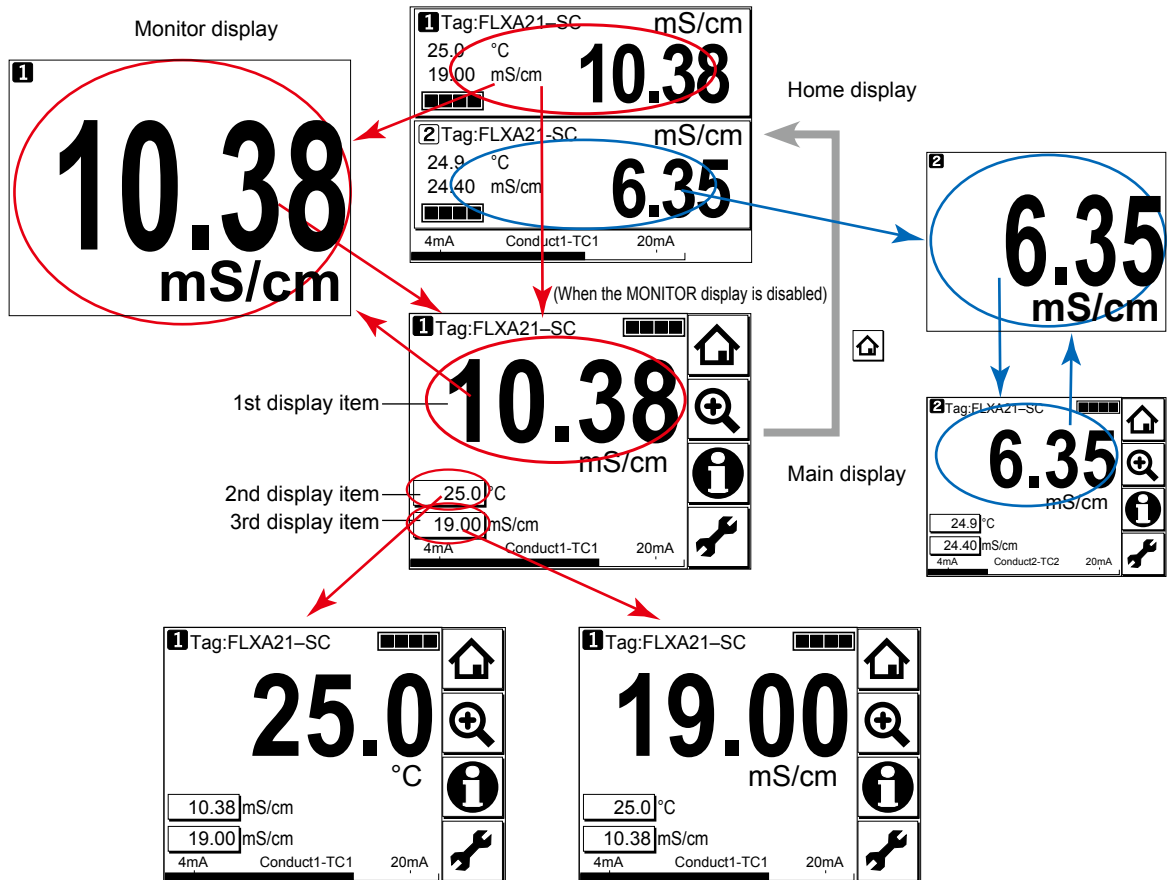 Monitor display
1
10.38
mS/cm
1 Tag:FLXA21–SC
mS/cm
25.0 °C
19.00 mS/cm
10.38
2 Tag:FLXA21-SC
mS/cm
24.9 °C
24.40 mS/cm
6.35
4mA Conduct1-TC1 20mA
Home display
(When the MONITOR display is disabled)
2
6.35
mS/cm
1 Tag:FLXA21–SC
10.38
mS/cm
1st display item
2nd display item
25.0 °C
3rd display item
19.00 mS/cm
4mA Conduct1-TC1 20mA
Main display
2 Tag:FLXA21–SC
6.35
mS/cm
24.9 °C
24.40 mS/cm
4mA Conduct2-TC2 20mA
1 Tag:FLXA21–SC
25.0
°C
10.38 mS/cm
19.00 mS/cm
4mA Conduct1-TC1 20mA
1 Tag:FLXA21–SC
19.00
mS/cm
25.0 °C
10.38 mS/cm
4mA Conduct1-TC1 20mA